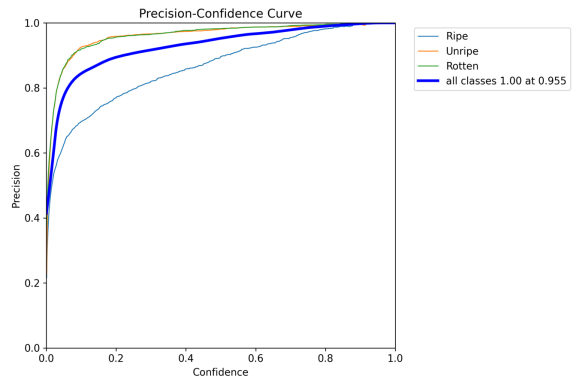 Precision-Confidence Curve
Ripe
Unripe
Rotten
all classes 1.00 at 0.955
Precision
1.0
0.8
0.6
0.4
0.2
0.0
0.0 0.2 0.4 0.6 0.8 1.0
Confidence